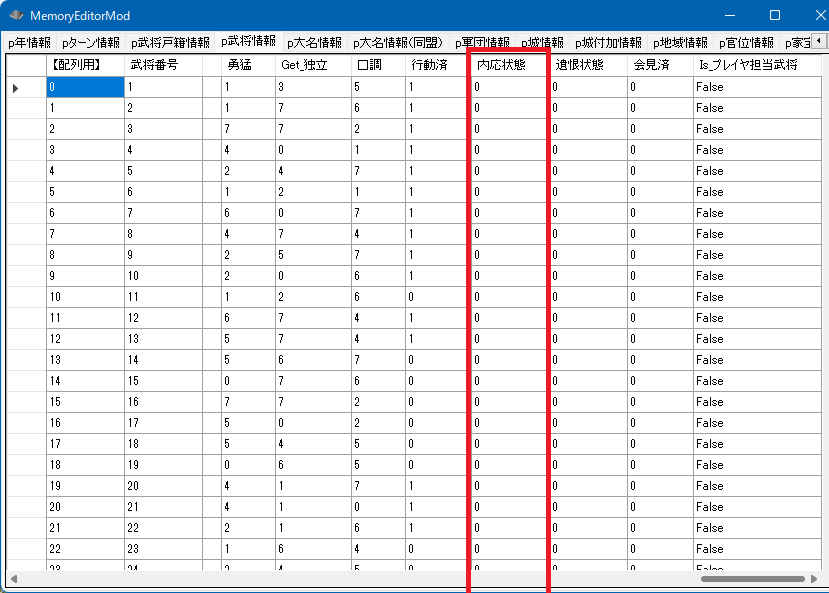 MemoryEditorMod
p年情報 pターン情報 p武将戸籍情報 p武将情報 p大名情報 p大名情報(同盟) p軍団情報 p城情報 p城付加情報 p地域情報 p官位情報 p家宝
【配列用】 武将番号 勇猛 Get_独立 口調 行動済 内応状態 遺恨状態 会見済 Is_プレイヤ担当武将
0 1 1 3 5 1 0 0 0 False
1 2 1 7 6 1 0 0 0 False
2 3 7 7 2 1 0 0 0 False
3 4 4 0 1 1 0 0 0 False
4 5 2 4 7 1 0 0 0 False
5 6 1 2 1 1 0 0 0 False
6 7 6 0 7 1 0 0 0 False
7 8 4 7 4 1 0 0 0 False
8 9 2 5 7 1 0 0 0 False
9 10 2 0 6 1 0 0 0 False
10 11 1 2 6 0 0 0 0 False
11 12 6 7 4 1 0 0 0 False
12 13 5 7 4 1 0 0 0 False
13 14 5 6 7 0 0 0 0 False
14 15 0 7 6 0 0 0 0 False
15 16 7 7 2 0 0 0 0 False
16 17 5 0 2 0 0 0 0 False
17 18 5 4 5 0 0 0 0 False
18 19 0 6 5 0 0 0 0 False
19 20 4 1 7 1 0 0 0 False
20 21 4 1 0 1 0 0 0 False
21 22 2 1 6 1 0 0 0 False
22 23 1 6 4 0 0 0 0 False
23 24 2 4 5 0 0 0 0 False